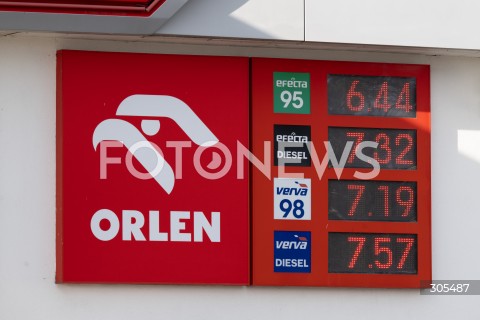 ORLEN
efecta
95
6.44
efecta
DIESEL
7.32
verva
98
7.19
verva
DIESEL
7.57
FOTONEWS
305487